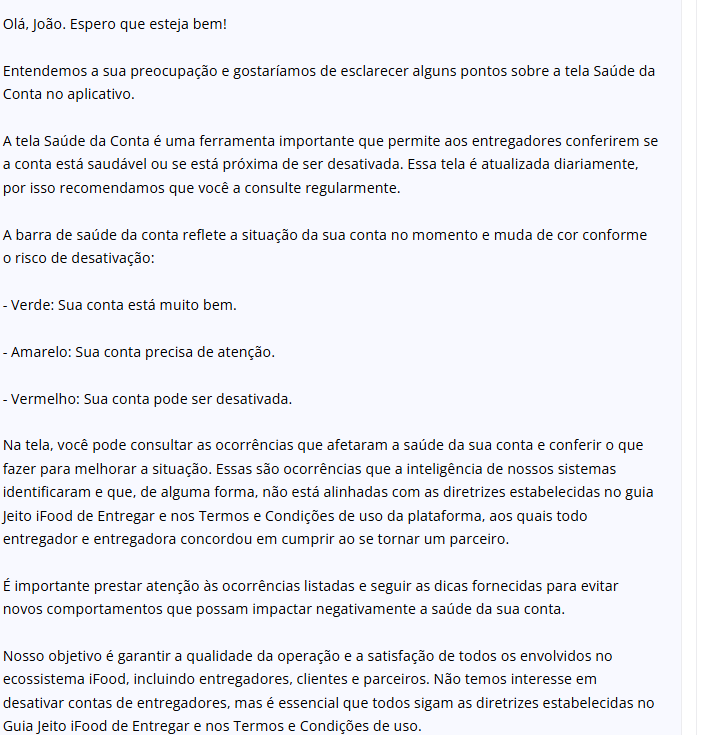 Olá, João. Espero que esteja bem!
Entendemos a sua preocupação e gostaríamos de esclarecer alguns pontos sobre a tela Saúde da
Conta no aplicativo.
A tela Saúde da Conta é uma ferramenta importante que permite aos entregadores conferirem se
a conta está saudável ou se está próxima de ser desativada. Essa tela é atualizada diariamente,
por isso recomendamos que você a consulte regularmente.
A barra de saúde da conta reflete a situação da sua conta no momento e muda de cor conforme
o risco de desativação:
- Verde: Sua conta está muito bem.
- Amarelo: Sua conta precisa de atenção.
- Vermelho: Sua conta pode ser desativada.
Na tela, você pode consultar as ocorrências que afetaram a saúde da sua conta e conferir o que
fazer para melhorar a situação. Essas são ocorrências que a inteligência de nossos sistemas
identificaram e que, de alguma forma, não está alinhadas com as diretrizes estabelecidas no guia
Jeito iFood de Entregar e nos Termos e Condições de uso da plataforma, aos quais todo
entregador e entregadora concordou em cumprir ao se tornar um parceiro.
É importante prestar atenção às ocorrências listadas e seguir as dicas fornecidas para evitar
novos comportamentos que possam impactar negativamente a saúde da sua conta.
Nosso objetivo é garantir a qualidade da operação e a satisfação de todos os envolvidos no
ecossistema iFood, incluindo entregadores, clientes e parceiros. Não temos interesse em
desativar contas de entregadores, mas é essencial que todos sigam as diretrizes estabelecidas no
Guia Jeito iFood de Entregar e nos Termos e Condições de uso.